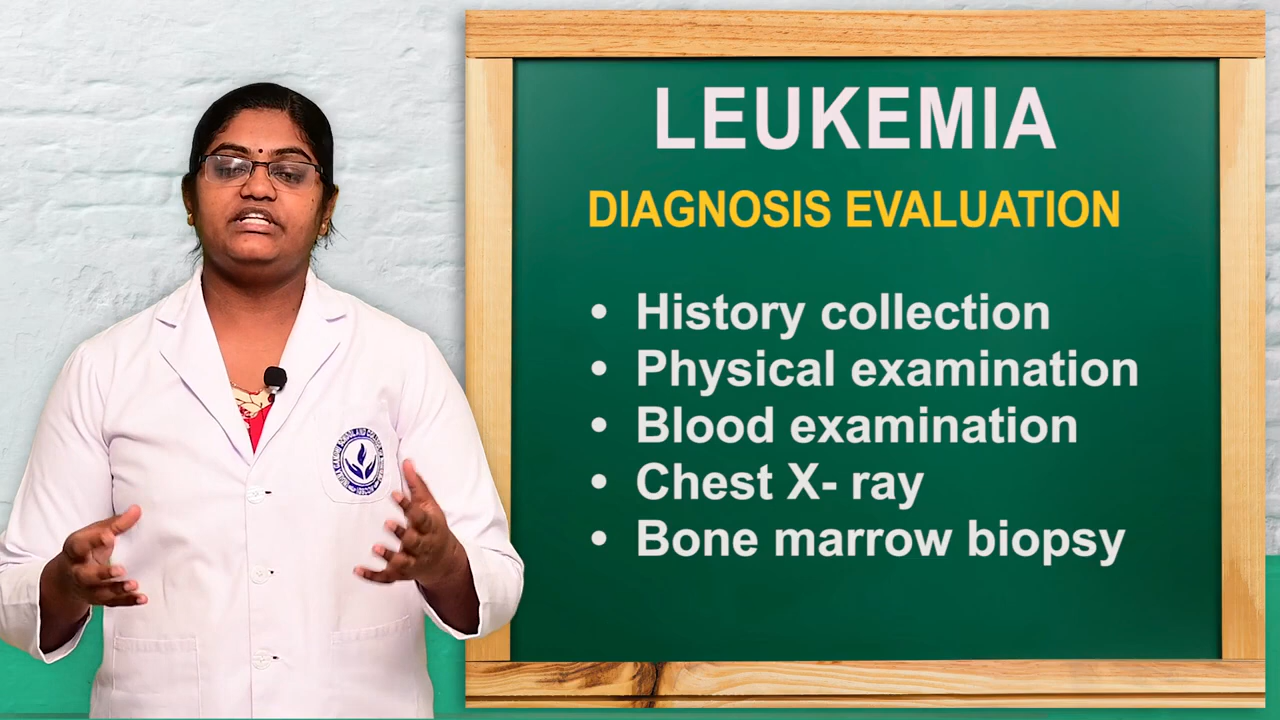 LEUKEMIA
DIAGNOSIS EVALUATION
• History collection
• Physical examination
• Blood examination
• Chest X- ray
• Bone marrow biopsy